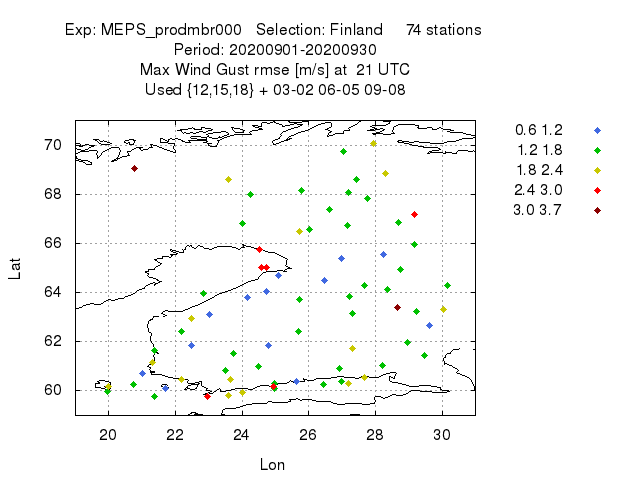 Exp: MEPS_prodmbr000   Selection: Finland     74 stations
Period: 20200901-20200930
Max Wind Gust rmse [m/s] at  21 UTC
Used {12,15,18} + 03-02 06-05 09-08
0.6 1.2
1.2 1.8
1.8 2.4
2.4 3.0
3.0 3.7
70
68
66
64
62
60
Lat
20 22 24 26 28 30
Lon